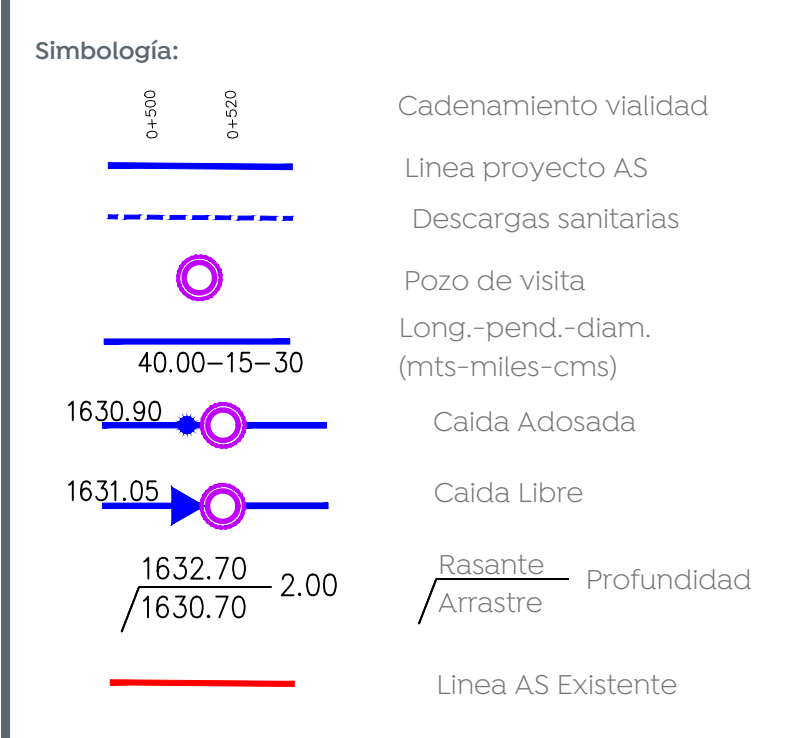 Simbología:
0+500 0+520 Cadenamiento vialidad
Linea proyecto AS
Descargas sanitarias
Pozo de visita
Long.-pend.-diam.
40.00-15-30 (mts-miles-cms)
1630.90 Caida Adosada
1631.05 Caida Libre
1632.70 Rasante
2.00 Profundidad
1630.70 Arrastre
Linea AS Existente